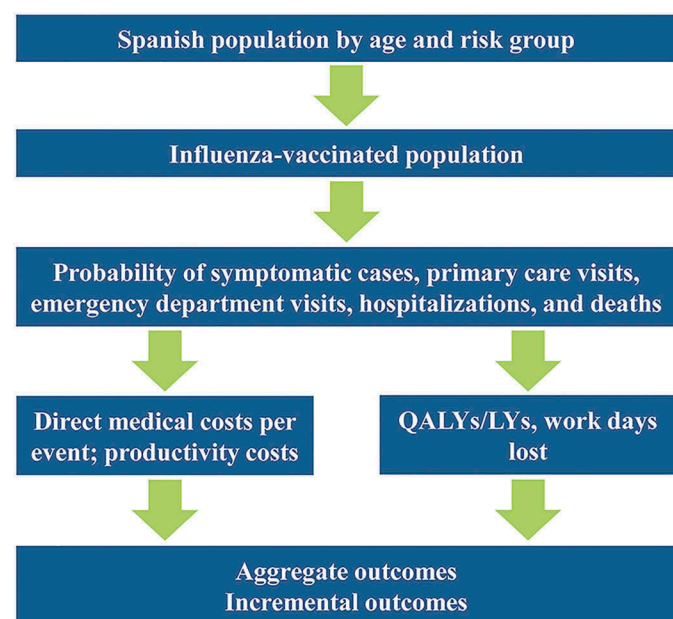 Spanish population by age and risk group
Influenza-vaccinated population
Probability of symptomatic cases, primary care visits,
emergency department visits, hospitalizations, and deaths
Direct medical costs per
event; productivity costs
QALYs/LYs, work days
lost
Aggregate outcomes
Incremental outcomes